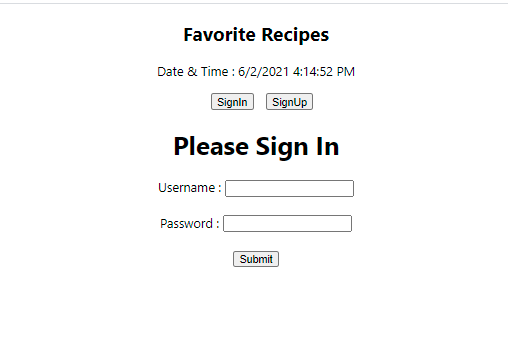 Favorite Recipes
Date & Time : 6/2/2021 4:14:52 PM
SignIn SignUp
Please Sign In
Username :
Password :
Submit